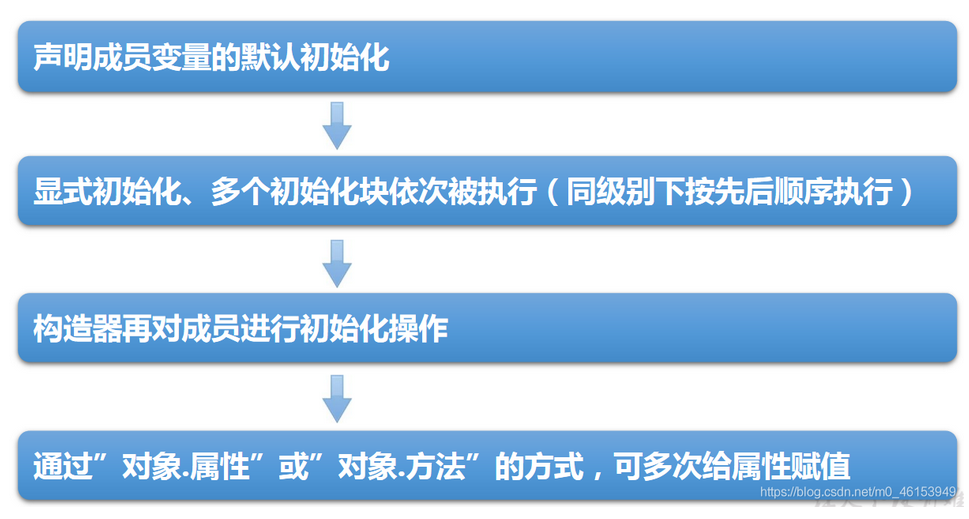 声明成员变量的默认初始化
显式初始化、多个初始化块依次被执行（同级别下按先后顺序执行）
构造器再对成员进行初始化操作
通过”对象.属性”或”对象.方法”的方式，可多次给属性赋值
https://blog.csdn.net/m0_46153949